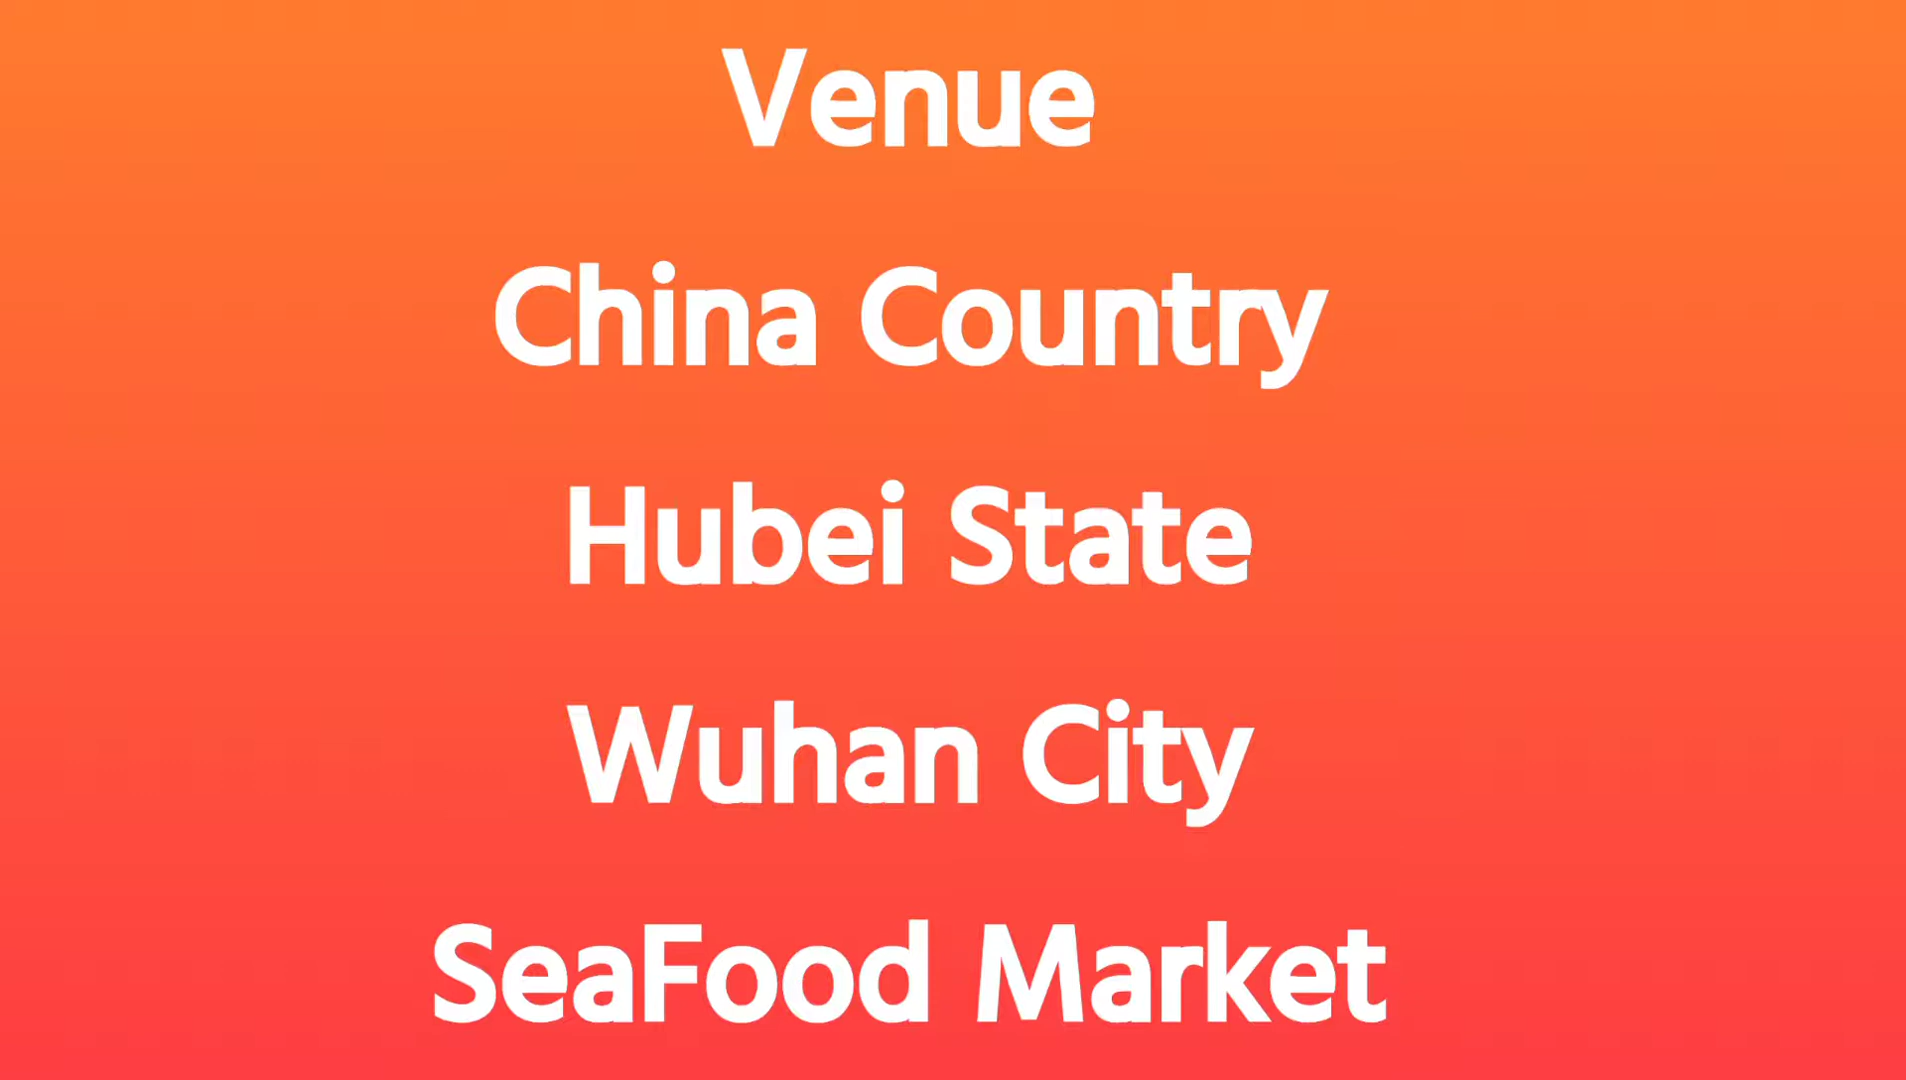 Venue
China Country
Hubei State
Wuhan City
SeaFood Market